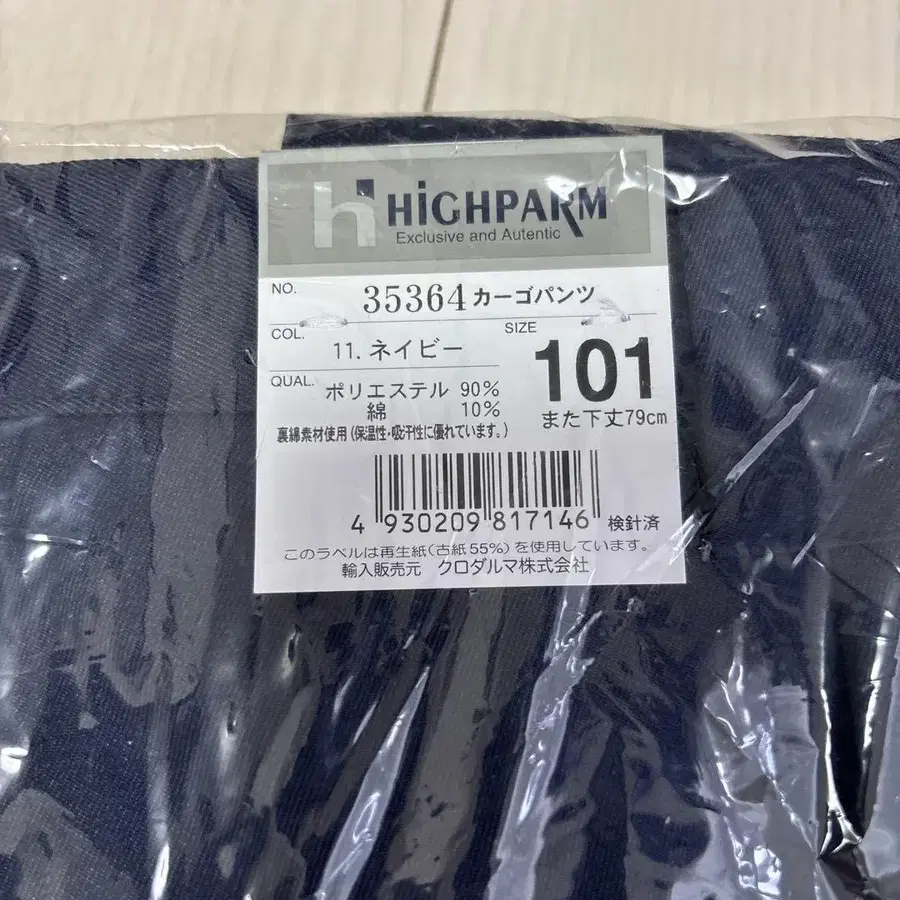 h HiGHPARM
Exclusive and Autentic
NO. 35364 カーゴパンツ
COL. 11. ネイビー
SIZE 101
また下丈79cm
QUAL. ポリエステル 90%
綿 10%
裏綿素材使用(保温性・吸汗性に優れています。)
4 930209 817146 検針済
このラベルは再生紙(古紙55%)を使用しています。
輸入販売元 クロダルマ株式会社